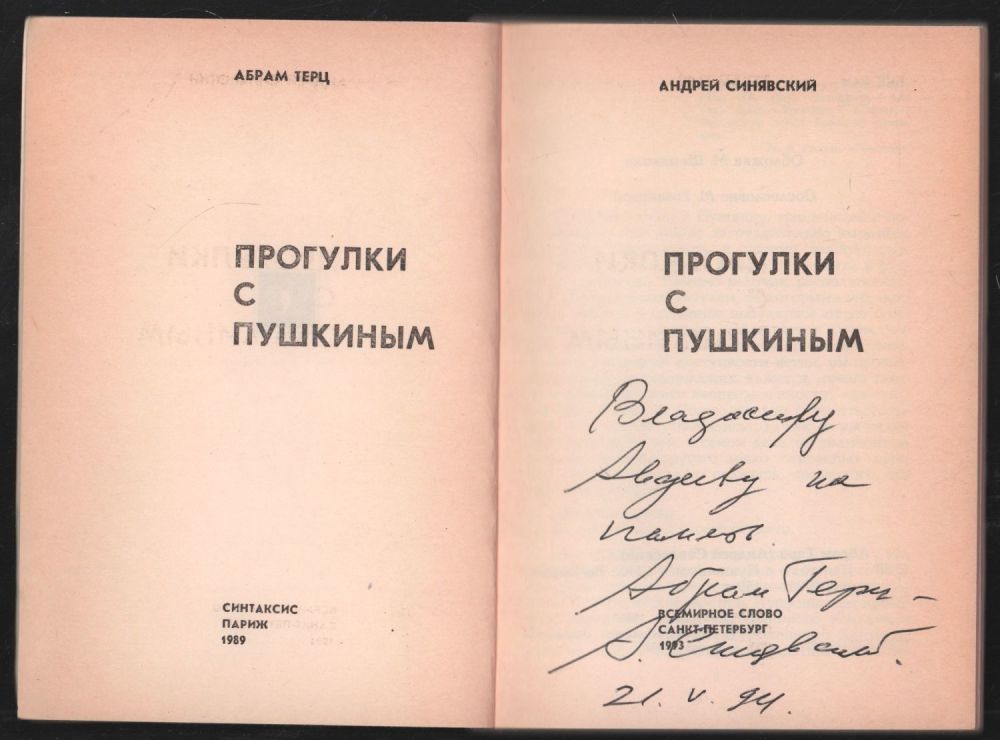 АБРАМ ТЕРЦ
ПРОГУЛКИ
С
ПУШКИНЫМ
СИНТАКСИС
ПАРИЖ
1989
АНДРЕЙ СИНЯВСКИЙ
ПРОГУЛКИ
С
ПУШКИНЫМ
Владимиру
Авдееву на
память.
Абрам Терц –
ВСЕМИРНОЕ СЛОВО
САНКТ-ПЕТЕРБУРГ
1993
А. Синявский.
21. V. 94.